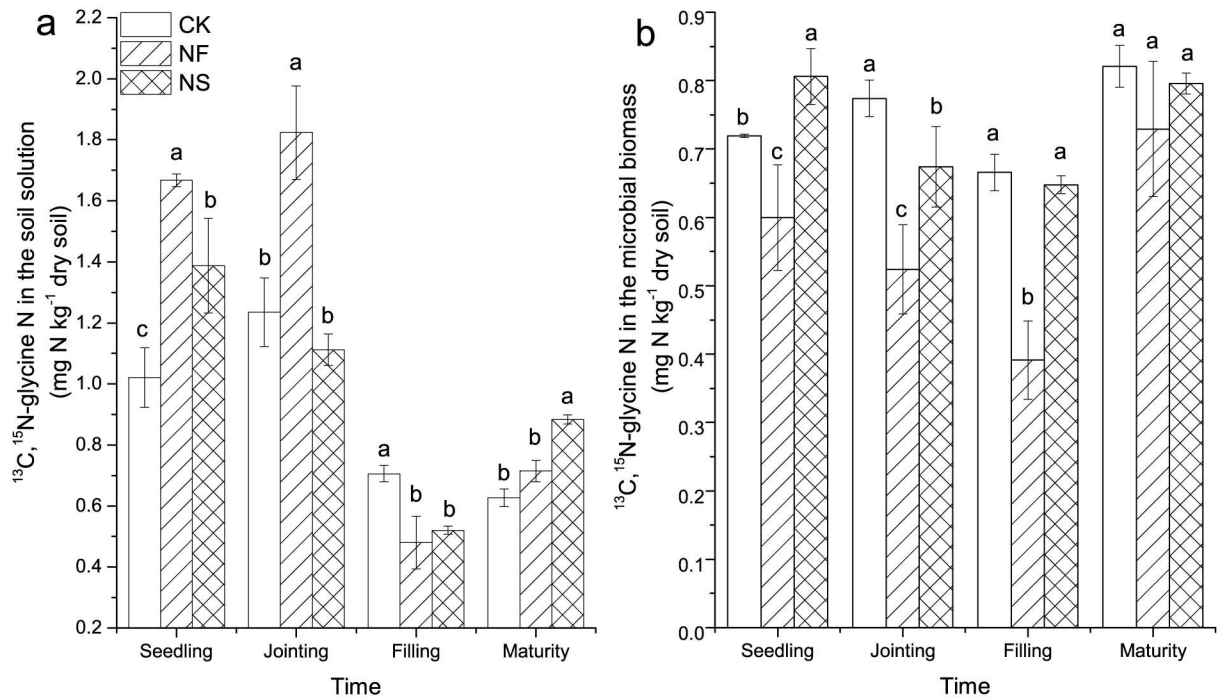 a
CK
NF
NS
2.2
2.0
1.8
1.6
1.4
1.2
1.0
0.8
0.6
0.4
0.2
¹³C,¹⁵N-glycine N in the soil solution
(mg N kg⁻¹ dry soil)
c
a
b
b
a
b
a
b
b
b
b
a
Seedling
Jointing
Filling
Maturity
Time
b
0.9
0.8
0.7
0.6
0.5
0.4
0.3
0.2
0.1
0.0
¹³C,¹⁵N-glycine N in the microbial biomass
(mg N kg⁻¹ dry soil)
b
c
a
a
c
b
a
b
a
a
a
a
Seedling
Jointing
Filling
Maturity
Time